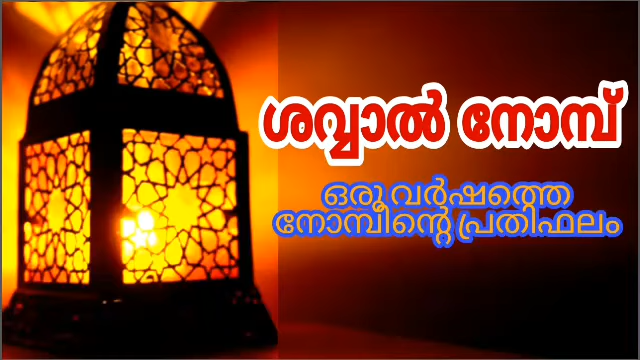 ശവ്വാൽ നോമ്പ്
ഒരു വർഷത്തെ
നോമ്പിന്റെ പ്രതിഫലം